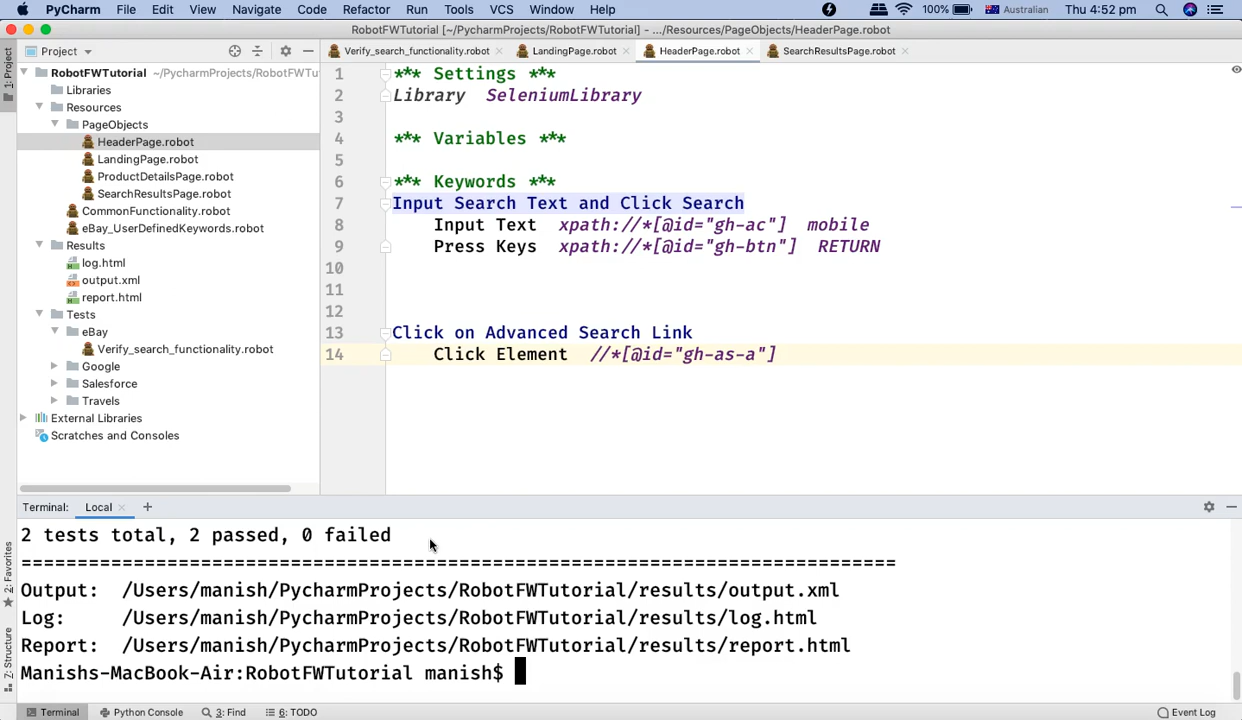 PyCharm File Edit View Navigate Code Refactor Run Tools VCS Window Help 100% Australian Thu 4:52 pm
RobotFWTutorial [~/PycharmProjects/RobotFWTutorial] - .../Resources/PageObjects/HeaderPage.robot
Project Verify_search_functionality.robot LandingPage.robot HeaderPage.robot SearchResultsPage.robot
1: Project
RobotFWTutorial ~/PycharmProjects/RobotFWTu
Libraries
Resources
PageObjects
HeaderPage.robot
LandingPage.robot
ProductDetailsPage.robot
SearchResultsPage.robot
CommonFunctionality.robot
eBay_UserDefinedKeywords.robot
Results
log.html
output.xml
report.html
Tests
eBay
Verify_search_functionality.robot
Google
Salesforce
Travels
External Libraries
Scratches and Consoles
1 *** Settings ***
2 Library SeleniumLibrary
3
4 *** Variables ***
5
6 *** Keywords ***
7 Input Search Text and Click Search
8 Input Text xpath://*[@id="gh-ac"] mobile
9 Press Keys xpath://*[@id="gh-btn"] RETURN
10
11
12
13 Click on Advanced Search Link
14 Click Element //*[@id="gh-as-a"]
Terminal: Local
2: Favorites
Z: Structure
2 tests total, 2 passed, 0 failed
==============================================================================
Output: /Users/manish/PycharmProjects/RobotFWTutorial/results/output.xml
Log: /Users/manish/PycharmProjects/RobotFWTutorial/results/log.html
Report: /Users/manish/PycharmProjects/RobotFWTutorial/results/report.html
Manishs-MacBook-Air:RobotFWTutorial manish$
Terminal Python Console 3: Find 6: TODO Event Log